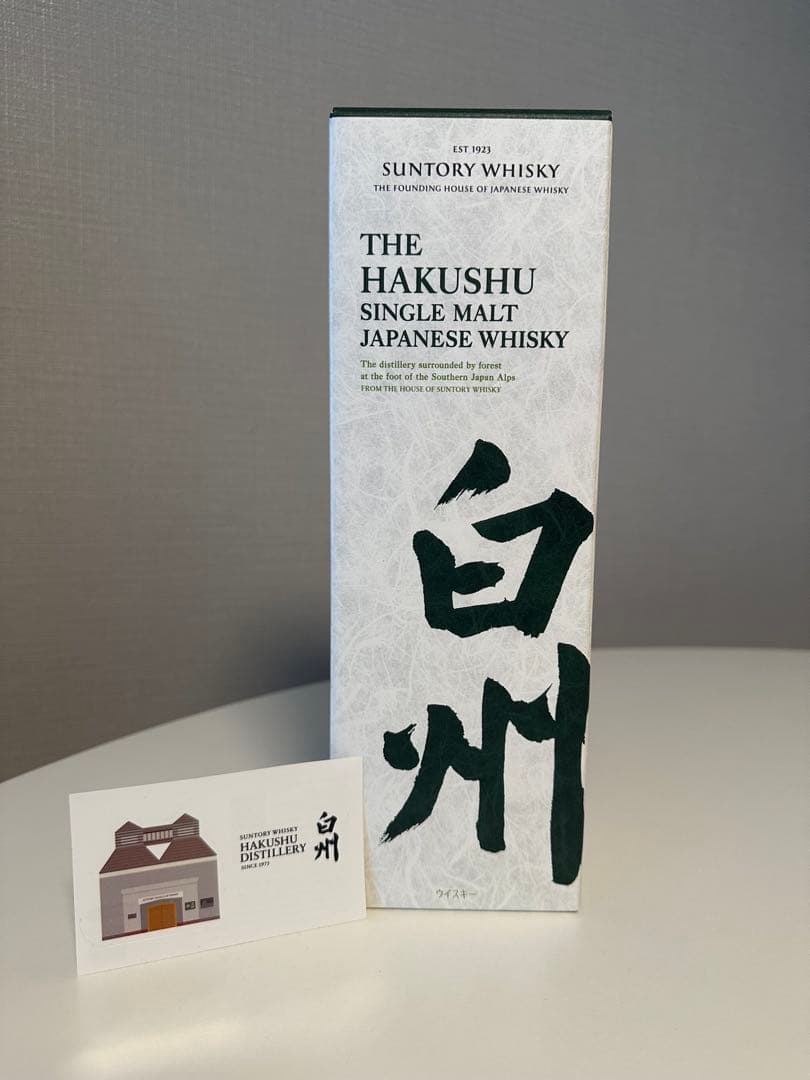 EST 1923
SUNTORY WHISKY
THE FOUNDING HOUSE OF JAPANESE WHISKY
THE
HAKUSHU
SINGLE MALT
JAPANESE WHISKY
The distillery surrounded by forest
at the foot of the Southern Japan Alps
FROM THE HOUSE OF SUNTORY WHISKY
白州
ウイスキー
SUNTORY WHISKY
HAKUSHU
DISTILLERY
SINCE 1973
白州